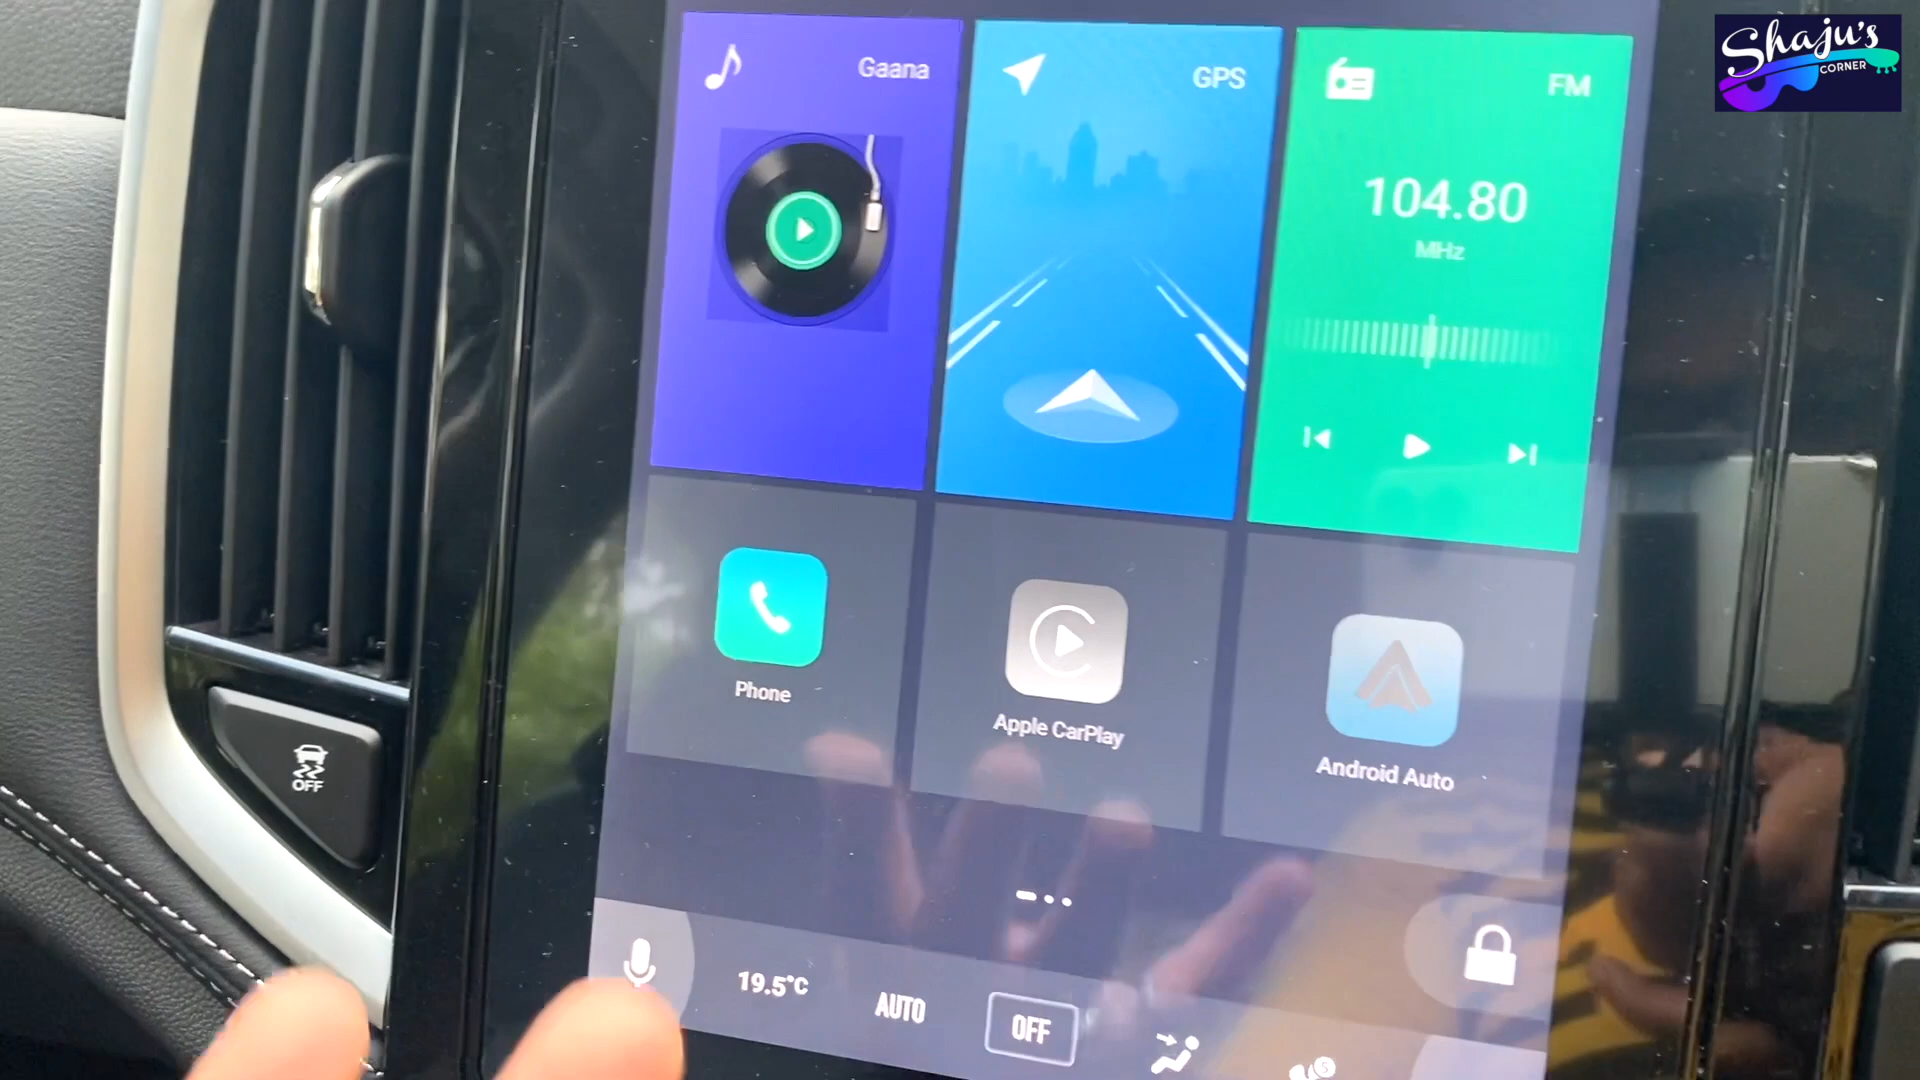 Shaju's
CORNER
Gaana
GPS
FM
104.80
MHz
Phone
Apple CarPlay
Android Auto
OFF
19.5°C
AUTO
OFF
S